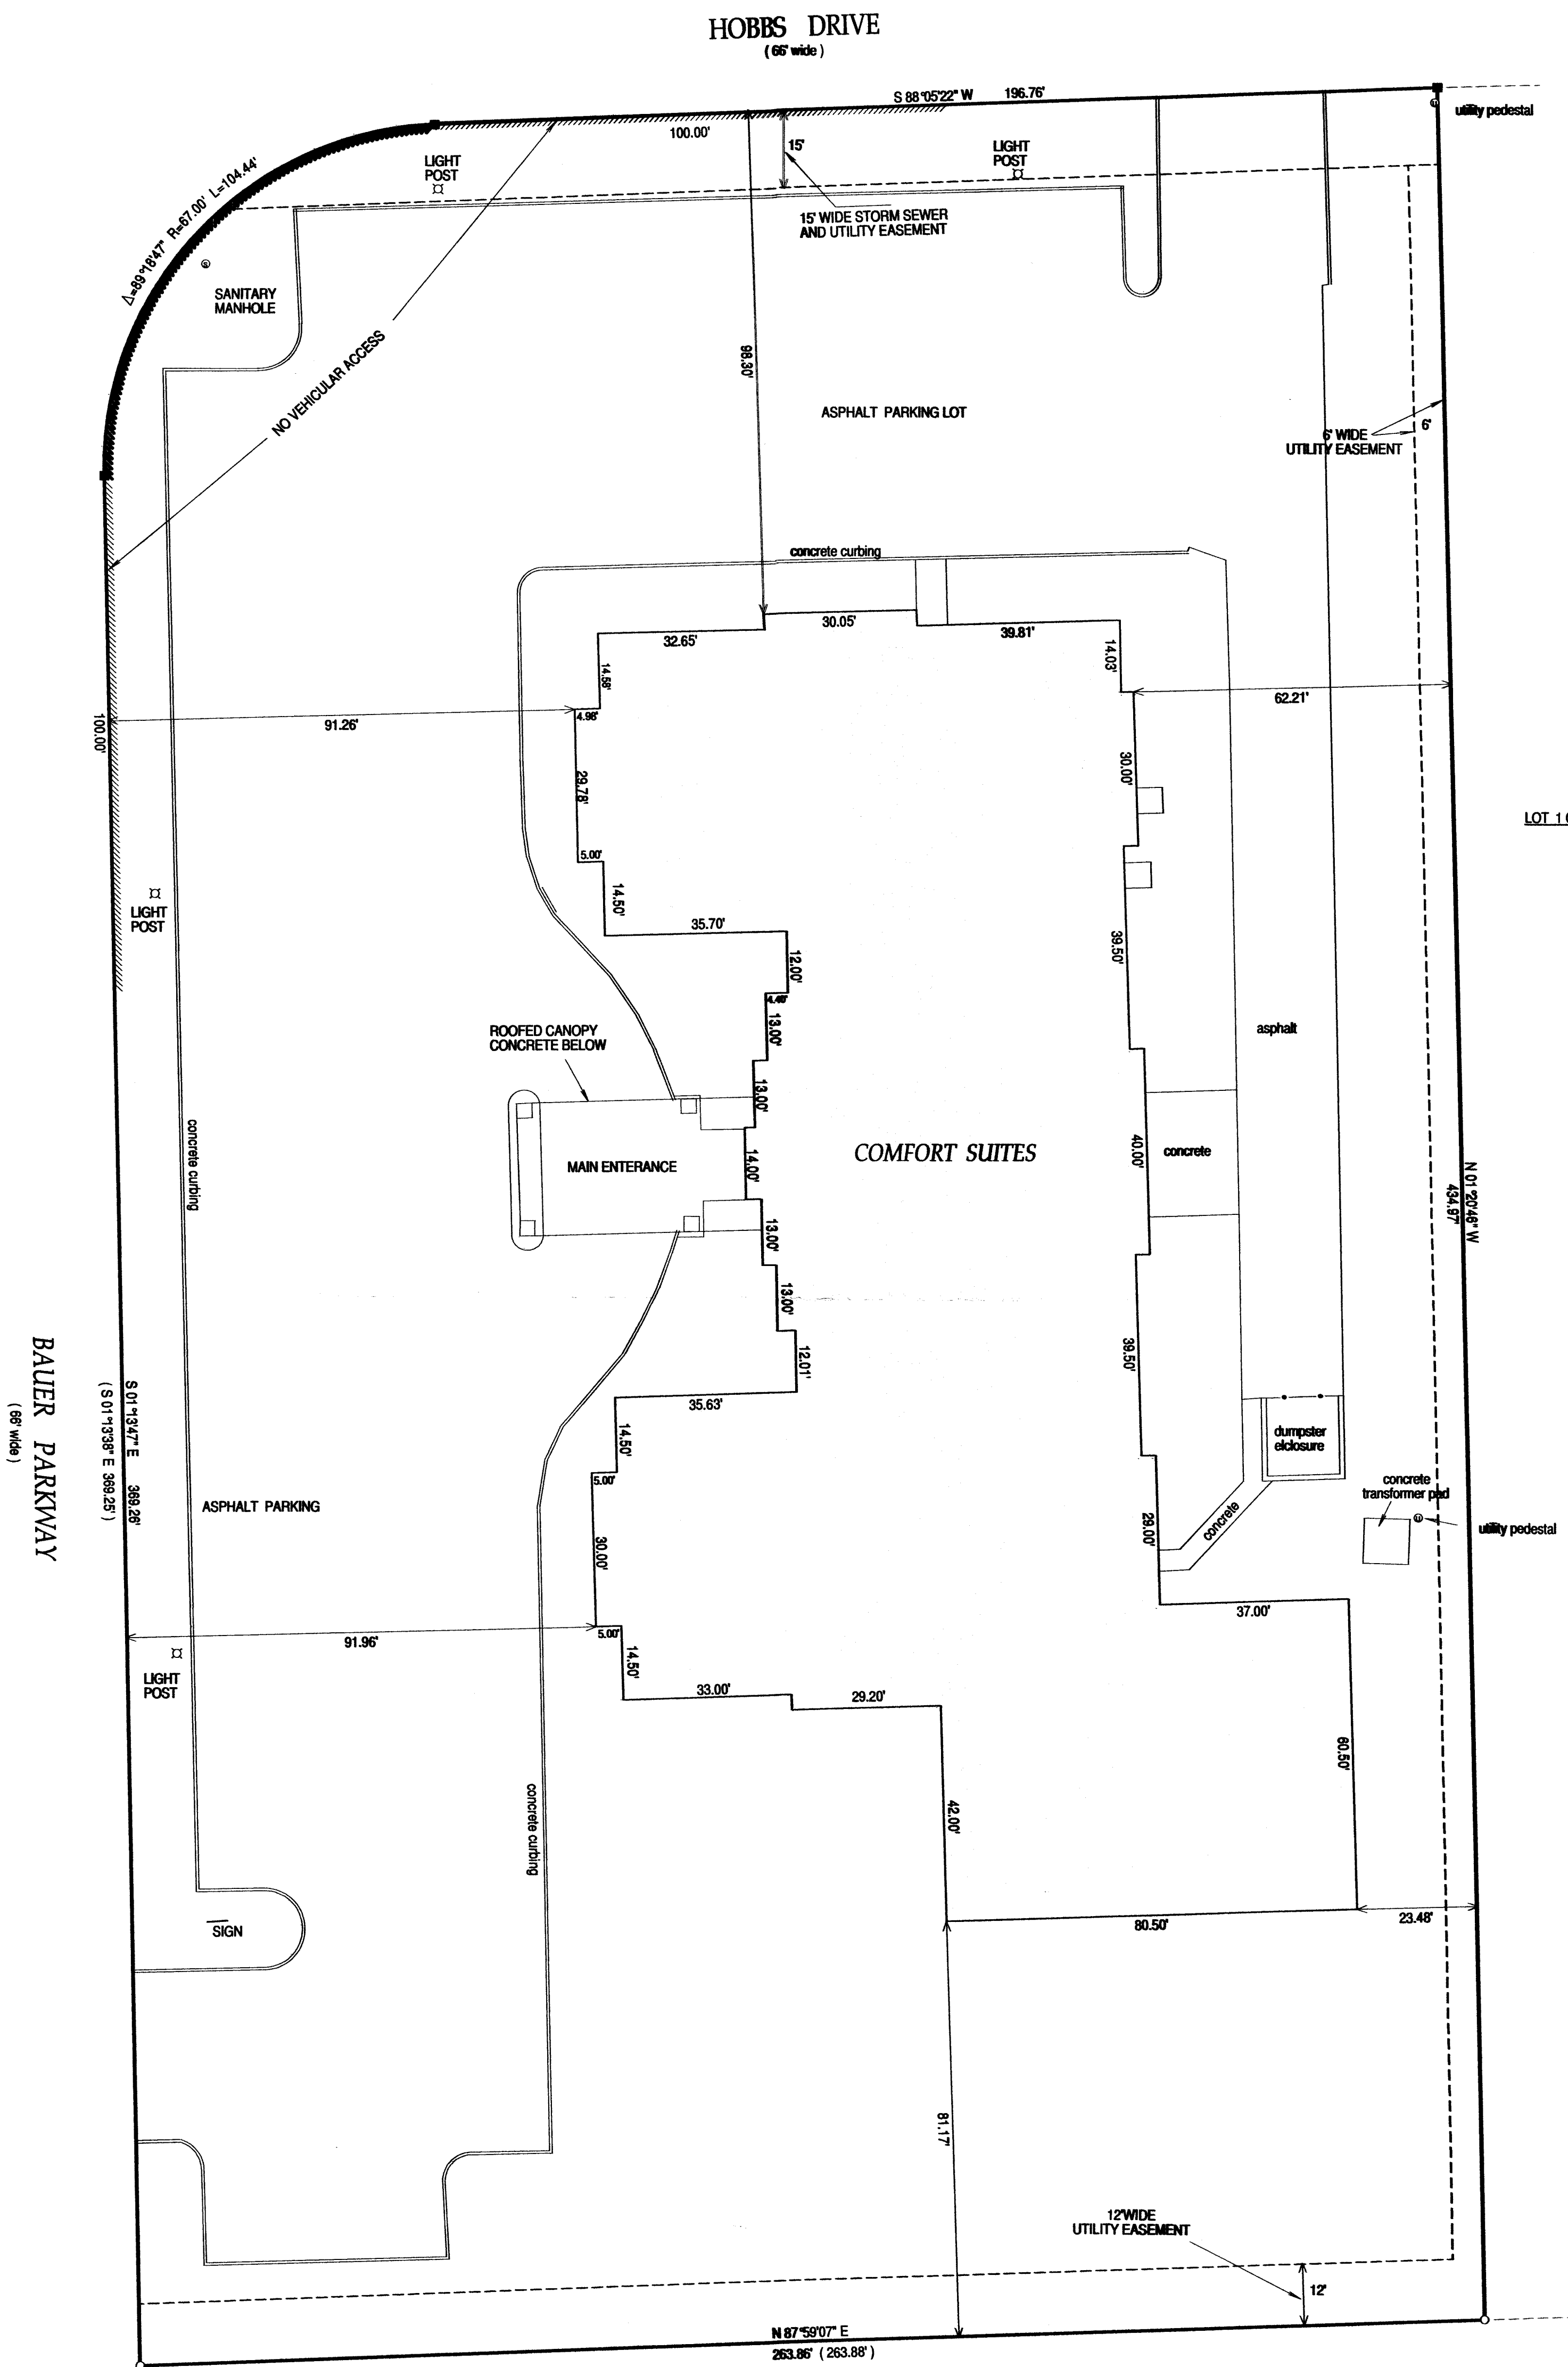 HOBBS DRIVE
( 66' wide )
S 88°05'22" W 196.76'
utility pedestal
100.00'
15'
LIGHT
POST
LIGHT
POST
Δ=89°18'47" R=67.00' L=104.44'
15' WIDE STORM SEWER
AND UTILITY EASEMENT
SANITARY
MANHOLE
NO VEHICULAR ACCESS
98.30'
ASPHALT PARKING LOT
6' WIDE
UTILITY EASEMENT
6'
concrete curbing
32.65'
30.05'
39.81'
14.03'
14.58'
4.98'
62.21'
91.26'
100.00'
29.78'
30.00'
LOT 1
5.00'
14.50'
LIGHT
POST
35.70'
12.00'
39.50'
4.40'
13.00'
ROOFED CANOPY
CONCRETE BELOW
asphalt
13.00'
concrete curbing
MAIN ENTERANCE
14.00'
COMFORT SUITES
40.00'
concrete
N 01°20'46" W
434.97'
13.00'
13.00'
12.01'
39.50'
35.63'
BAUER PARKWAY
( 66' wide )
S 01°13'47" E 369.26'
( S 01°13'38" E 369.25' )
14.50'
dumpster
elclosure
5.00'
concrete
transformer pad
utility pedestal
ASPHALT PARKING
30.00'
29.00'
concrete
37.00'
91.96'
5.00'
14.50'
LIGHT
POST
33.00'
29.20'
60.50'
42.00'
concrete curbing
SIGN
80.50'
23.48'
81.17'
12'WIDE
UTILITY EASEMENT
12'
N 87°59'07" E
263.86' ( 263.88' )